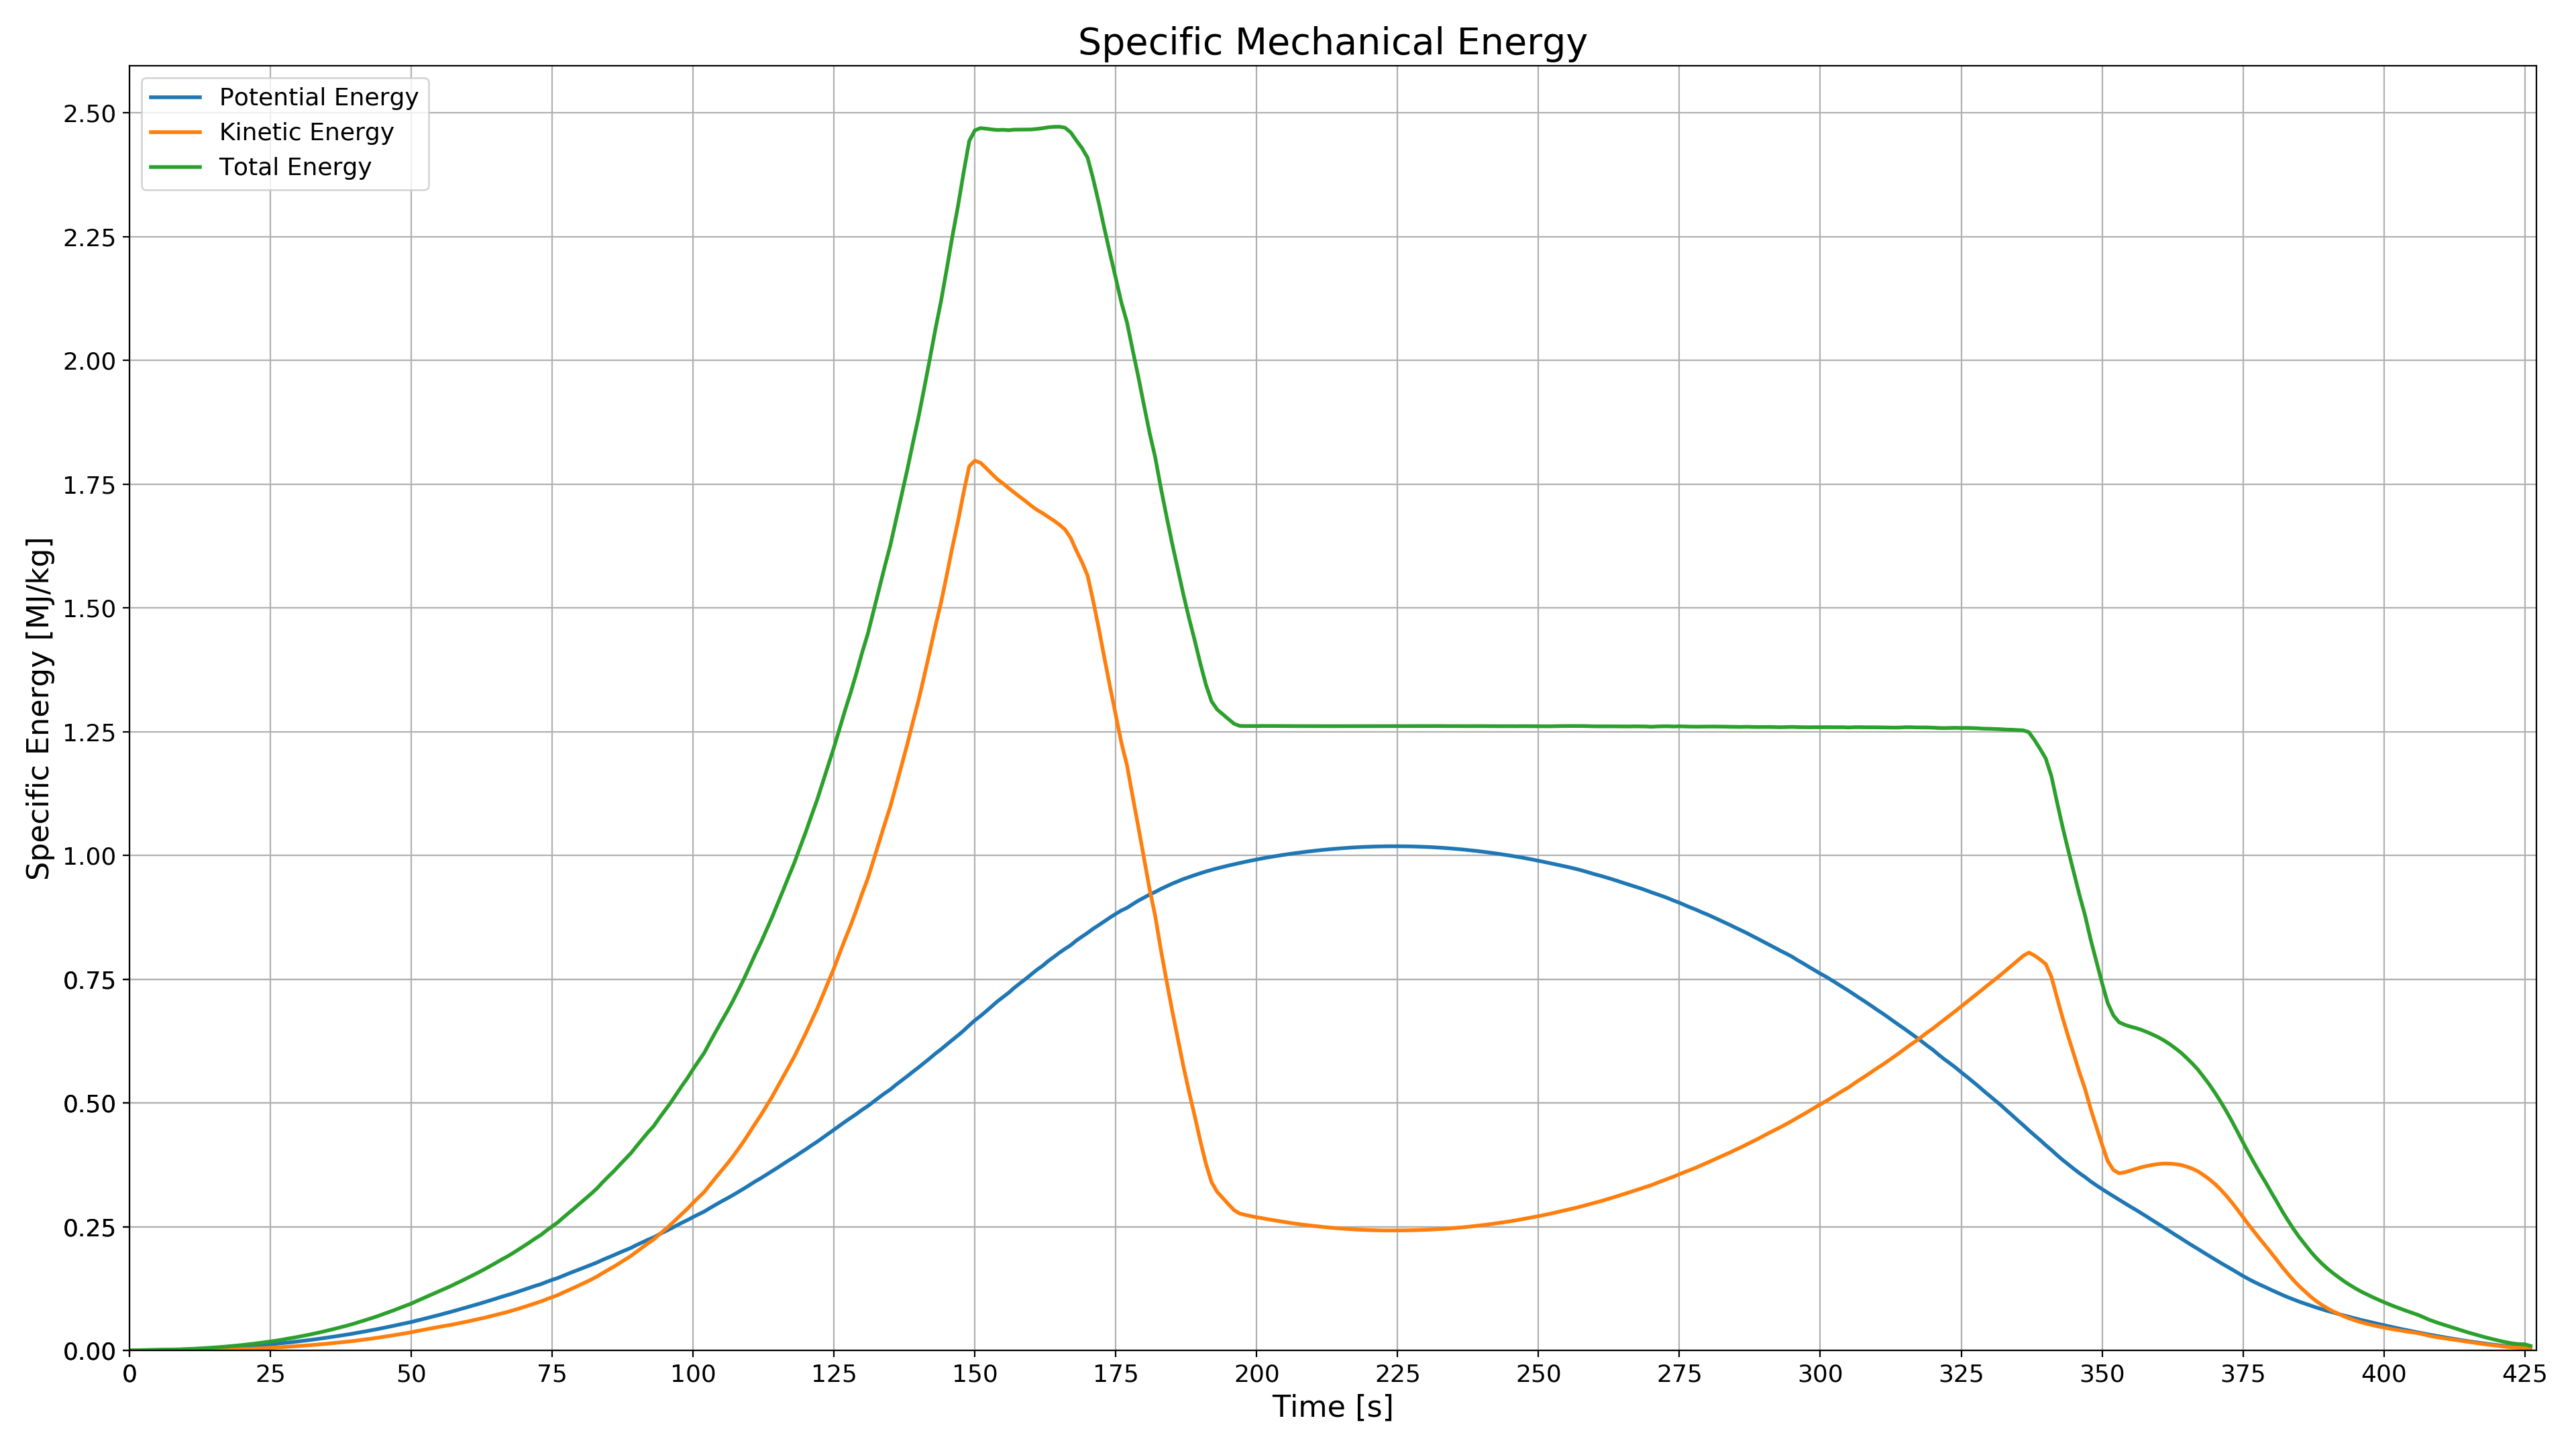 Specific Mechanical Energy
Potential Energy
Kinetic Energy
Total Energy
Specific Energy [MJ/kg]
2.50
2.25
2.00
1.75
1.50
1.25
1.00
0.75
0.50
0.25
0.00
0 25 50 75 100 125 150 175 200 225 250 275 300 325 350 375 400 425
Time [s]